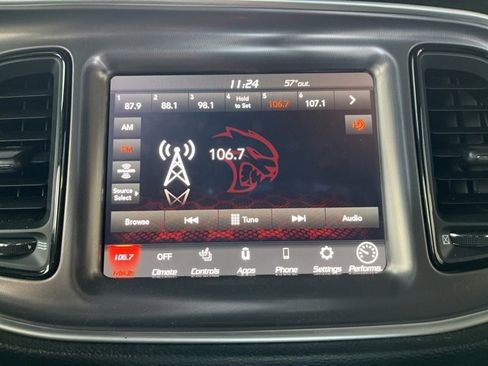 11:24 57°out.
1 87.9 2 88.1 3 98.1 4 Hold to Set 5 106.7 6 107.1
AM
FM
106.7
Source Select
Browse Tune Audio
106.7 OFF
Climate Controls Apps Phone Settings Performa..